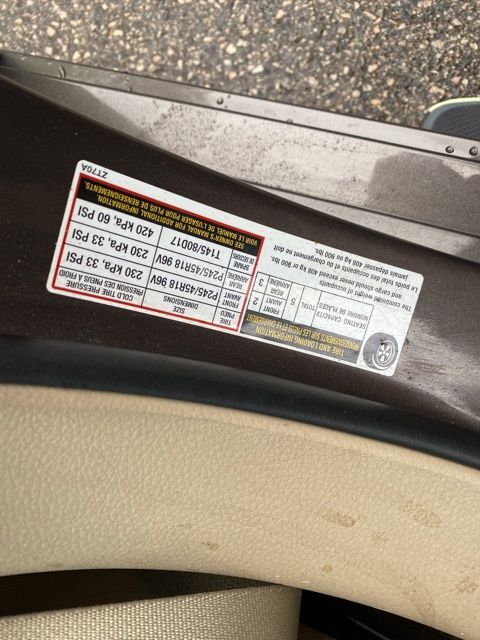 TIRE AND LOADING INFORMATION
RENSEIGNEMENTS SUR LES PNEUS ET LE CHARGEMENT
SEATING CAPACITY
NOMBRE DE PLACES
TOTAL 5
FRONT
AVANT 2
REAR
ARRIÈRE 3
The combined weight of occupants
and cargo should never exceed 400 kg or 900 lbs.
Le poids total des occupants et du chargement ne doit
jamais dépasser 400 kg ou 900 lbs.
TIRE
PNEU
SIZE
DIMENSIONS
COLD TIRE PRESSURE
PRESSION DES PNEUS À FROID
FRONT
AVANT
P245/45R18 96V
230 kPa, 33 PSI
REAR
ARRIÈRE
P245/45R18 96V
230 kPa, 33 PSI
SPARE
DE SECOURS
T145/80D17
420 kPa, 60 PSI
SEE OWNER'S MANUAL FOR ADDITIONAL INFORMATION.
VOIR LE MANUEL DE L'USAGER POUR PLUS DE RENSEIGNEMENTS.
ZT70A